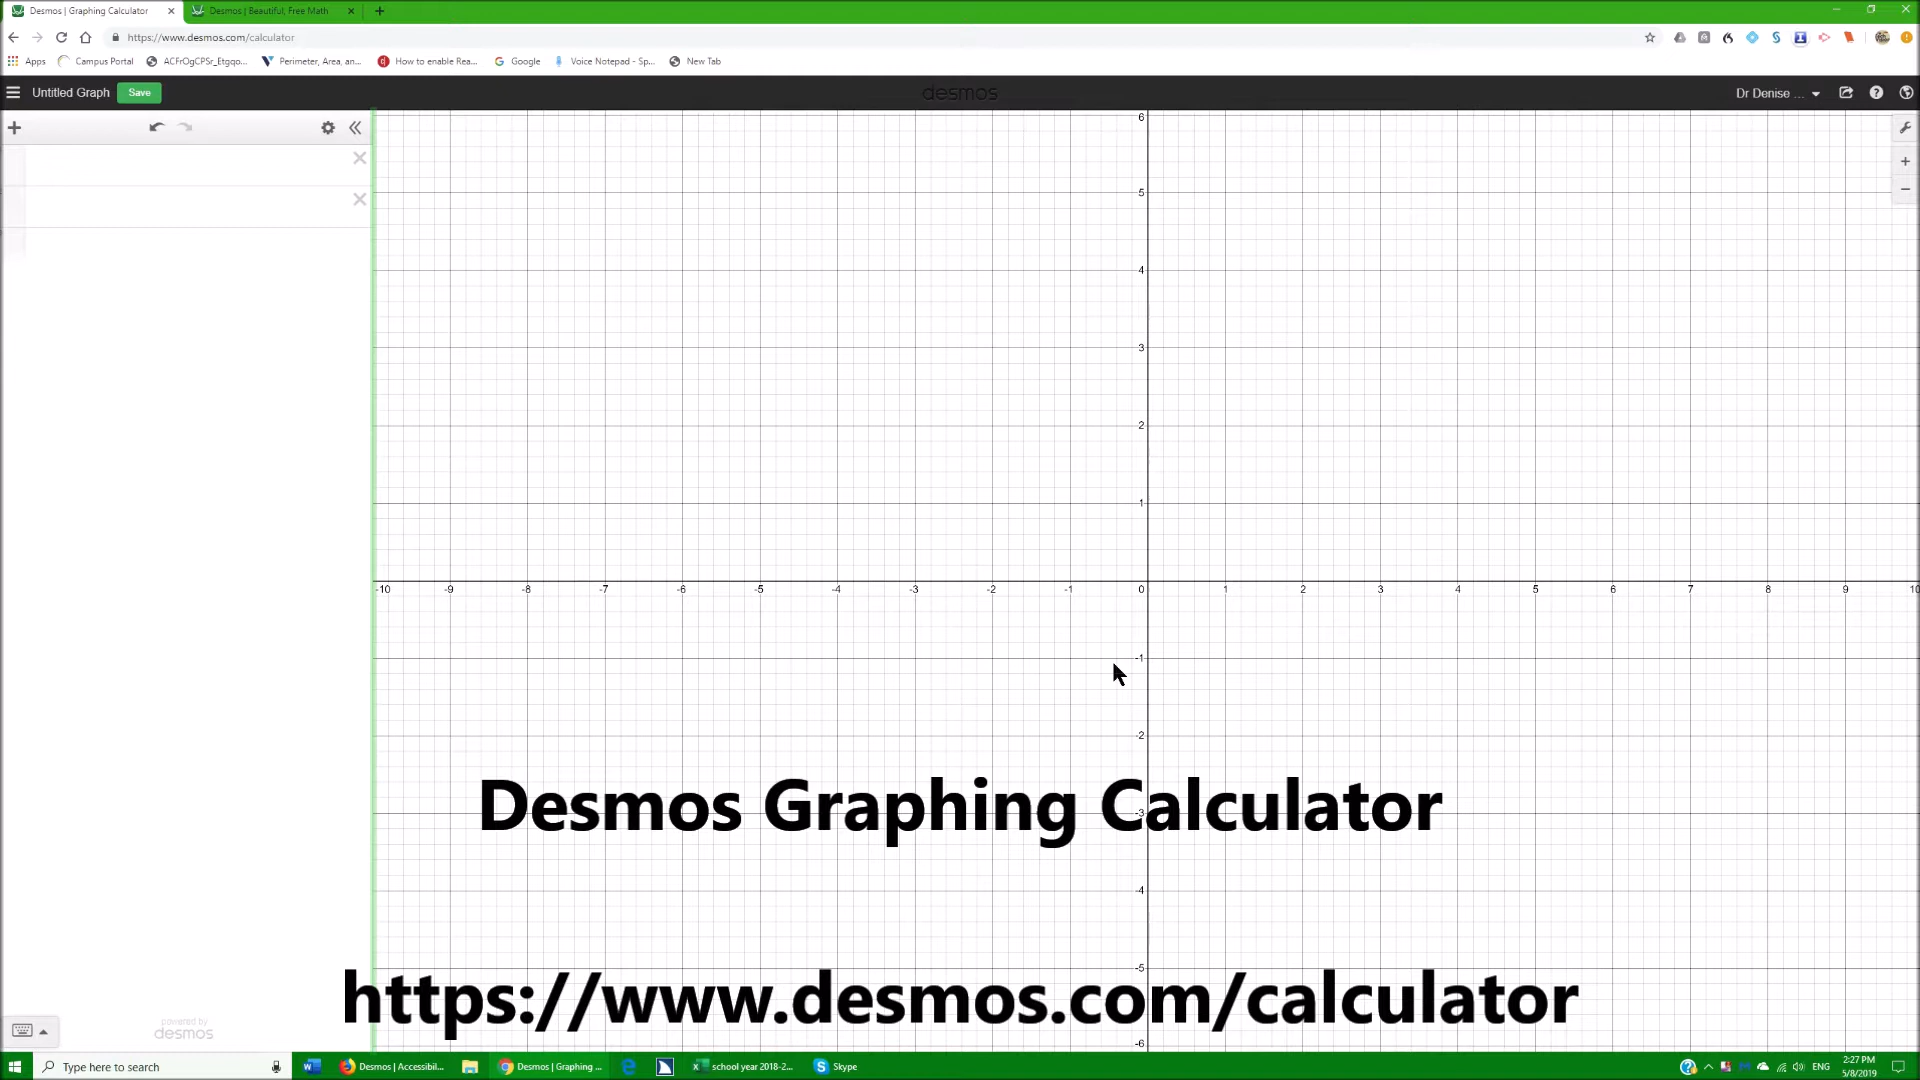 Desmos | Graphing Calculator
Desmos | Beautiful, Free Math
https://www.desmos.com/calculator
Apps
Campus Portal
ACFrOgCPSr_Etgqo...
Perimeter, Area, an...
How to enable Rea...
Google
Voice Notepad - Sp...
New Tab
Untitled Graph
Save
desmos
Dr Denise ...
6
5
4
3
2
1
-10 -9 -8 -7 -6 -5 -4 -3 -2 -1 0 1 2 3 4 5 6 7 8 9 10
-1
-2
Desmos Graphing Calculator
-3
-4
-5
https://www.desmos.com/calculator
powered by
desmos
-6
Type here to search
Desmos | Accessibil...
Desmos | Graphing ...
school year 2018-2...
Skype
ENG
2:27 PM
5/8/2019